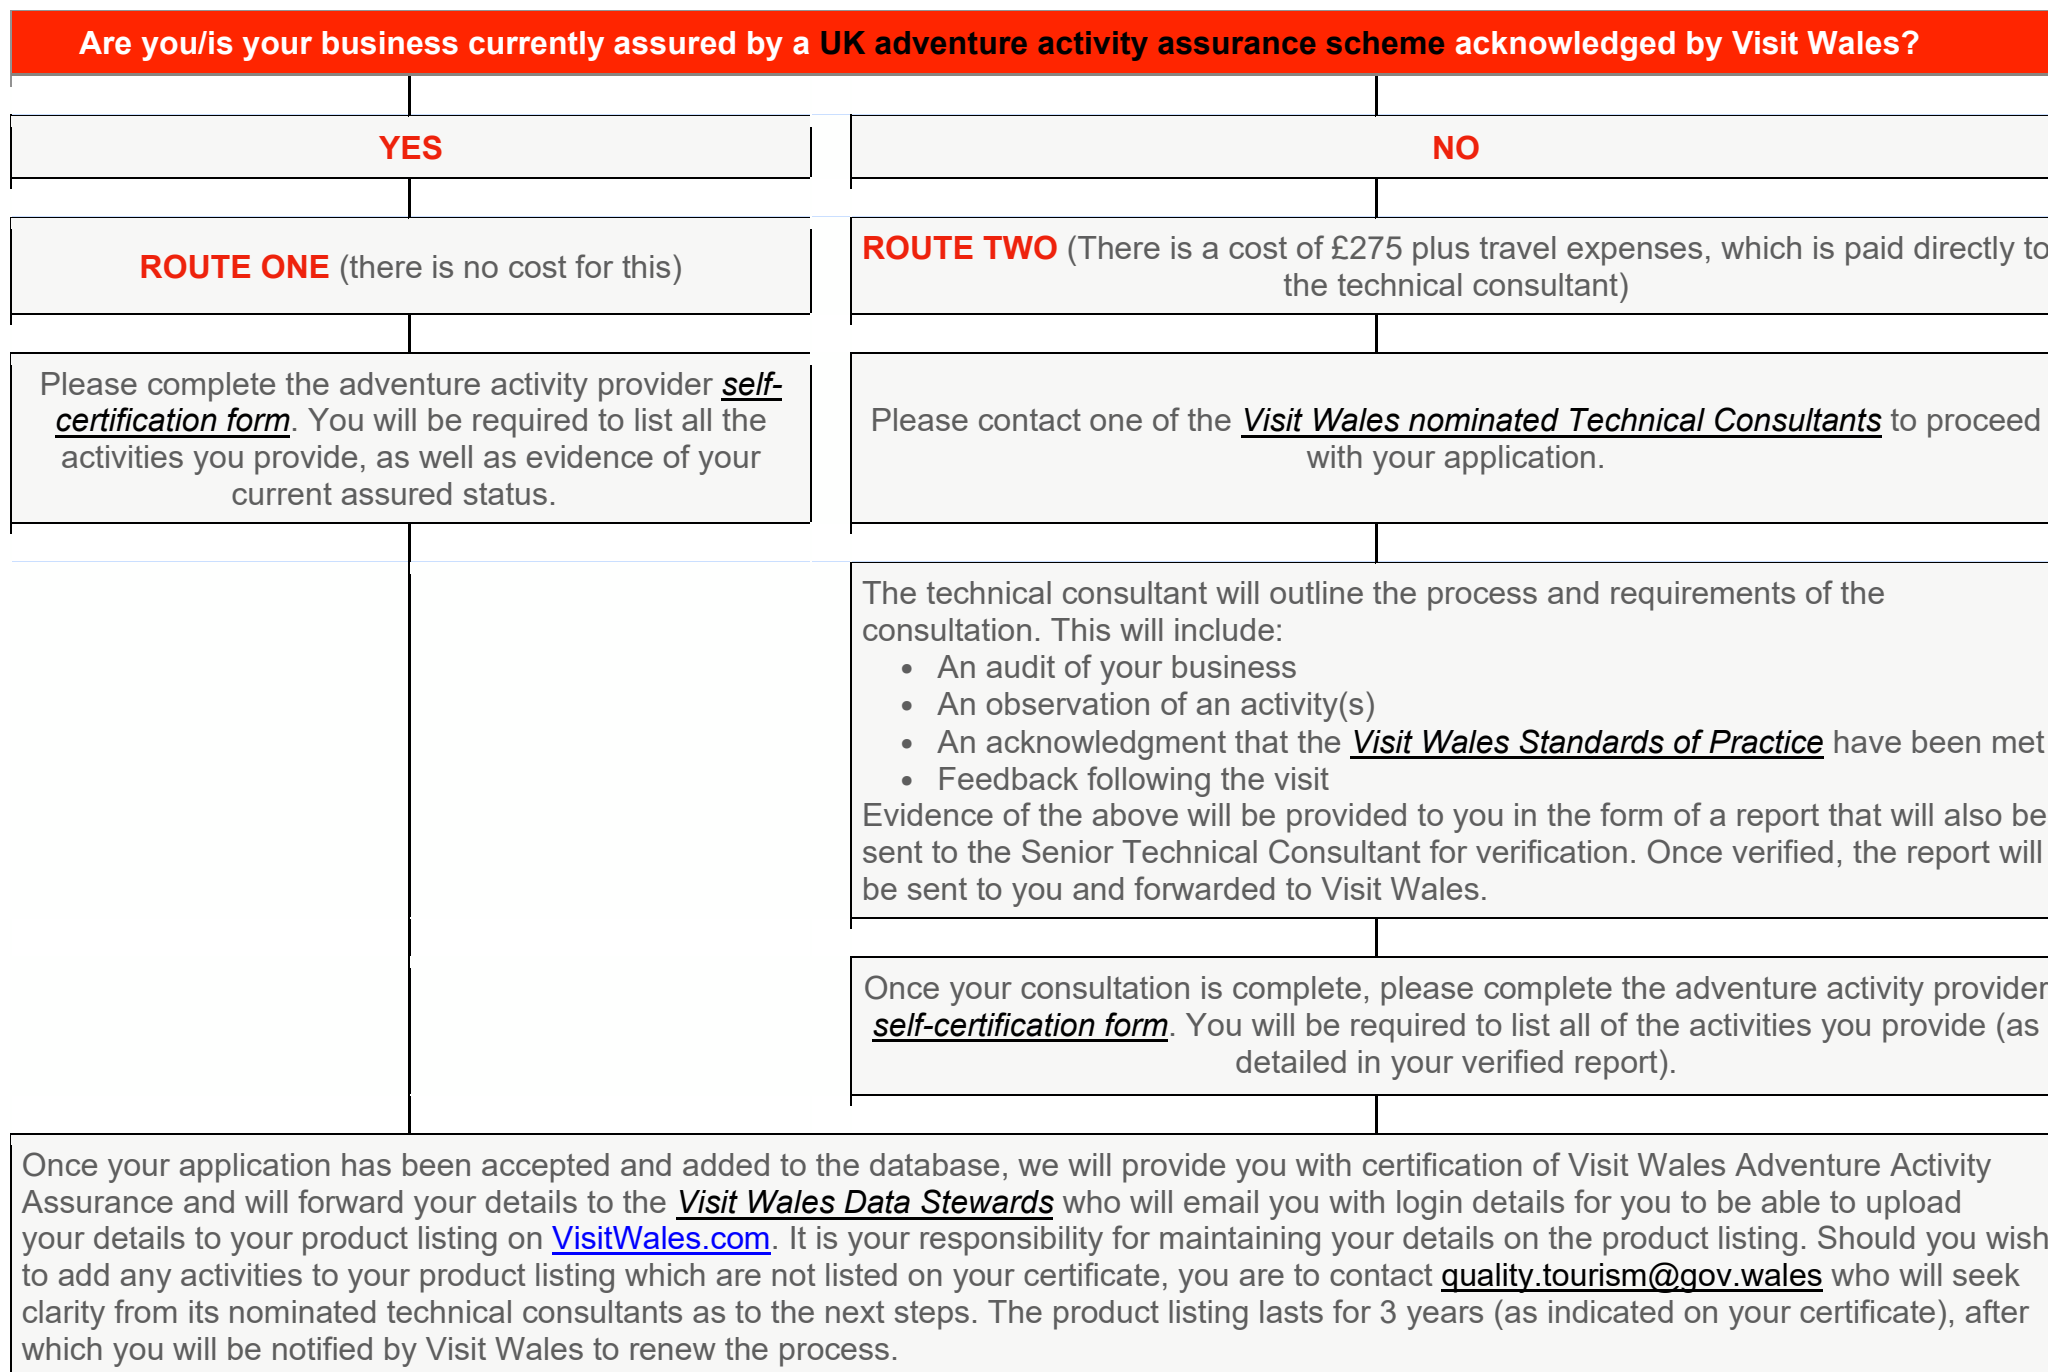 Are you/is your business currently assured by a UK adventure activity assurance scheme acknowledged by Visit Wales?
YES
NO
ROUTE ONE (there is no cost for this)
ROUTE TWO (There is a cost of £275 plus travel expenses, which is paid directly to
the technical consultant)
Please complete the adventure activity provider self-
certification form. You will be required to list all the
activities you provide, as well as evidence of your
current assured status.
Please contact one of the Visit Wales nominated Technical Consultants to proceed
with your application.
The technical consultant will outline the process and requirements of the
consultation. This will include:
• An audit of your business
• An observation of an activity(s)
• An acknowledgment that the Visit Wales Standards of Practice have been met
• Feedback following the visit
Evidence of the above will be provided to you in the form of a report that will also be
sent to the Senior Technical Consultant for verification. Once verified, the report will
be sent to you and forwarded to Visit Wales.
Once your consultation is complete, please complete the adventure activity provider
self-certification form. You will be required to list all of the activities you provide (as
detailed in your verified report).
Once your application has been accepted and added to the database, we will provide you with certification of Visit Wales Adventure Activity
Assurance and will forward your details to the Visit Wales Data Stewards who will email you with login details for you to be able to upload
your details to your product listing on VisitWales.com. It is your responsibility for maintaining your details on the product listing. Should you wish
to add any activities to your product listing which are not listed on your certificate, you are to contact quality.tourism@gov.wales who will seek
clarity from its nominated technical consultants as to the next steps. The product listing lasts for 3 years (as indicated on your certificate), after
which you will be notified by Visit Wales to renew the process.